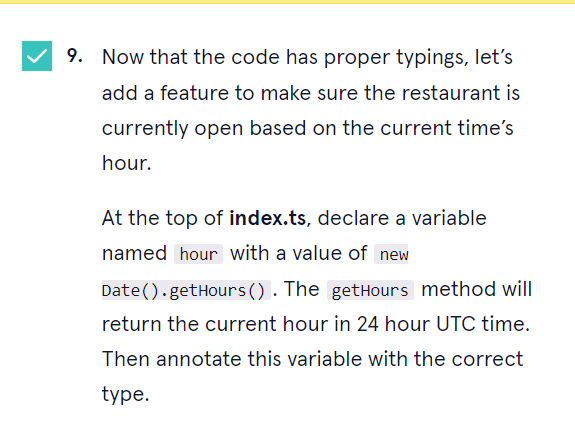 9. Now that the code has proper typings, let’s
add a feature to make sure the restaurant is
currently open based on the current time’s
hour.
At the top of index.ts, declare a variable
named hour with a value of new
Date().getHours() . The getHours method will
return the current hour in 24 hour UTC time.
Then annotate this variable with the correct
type.